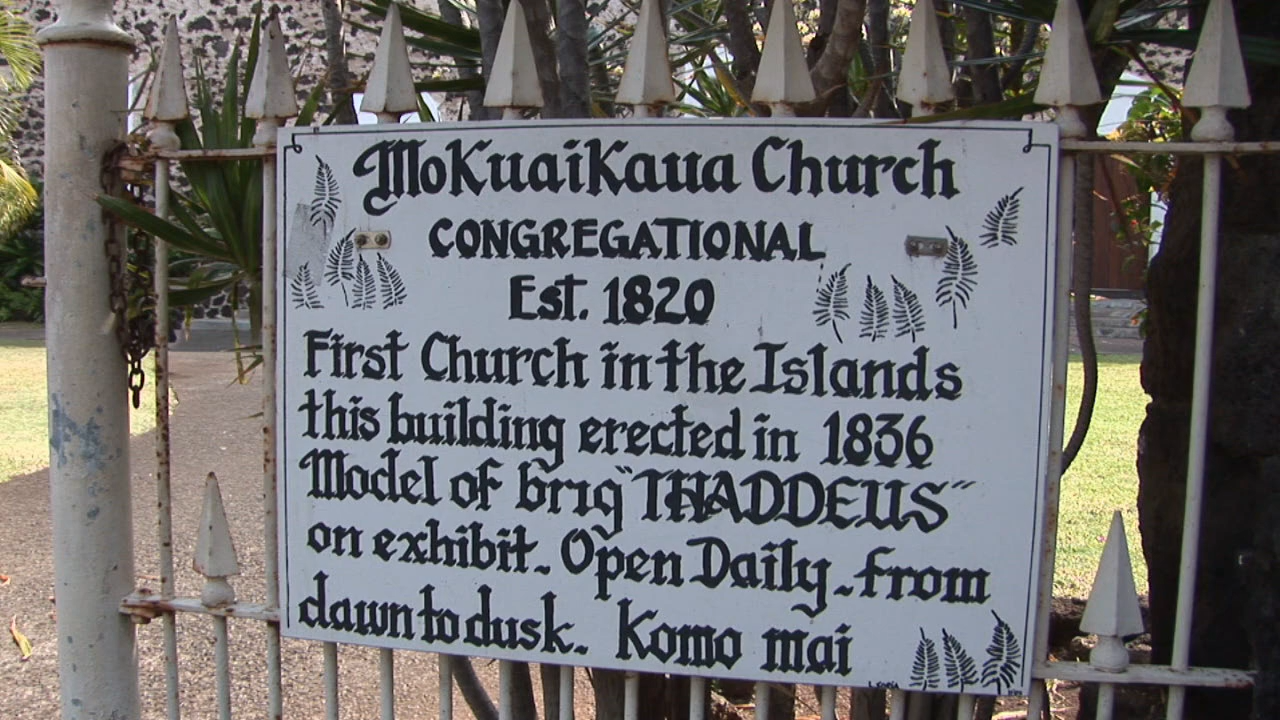 MoKuaiKaua Church
CONGREGATIONAL
Est. 1820
First Church in the Islands
this building erected in 1836
Model of brig "THADDEUS"
on exhibit. Open Daily. from
dawn to dusk. Komo mai